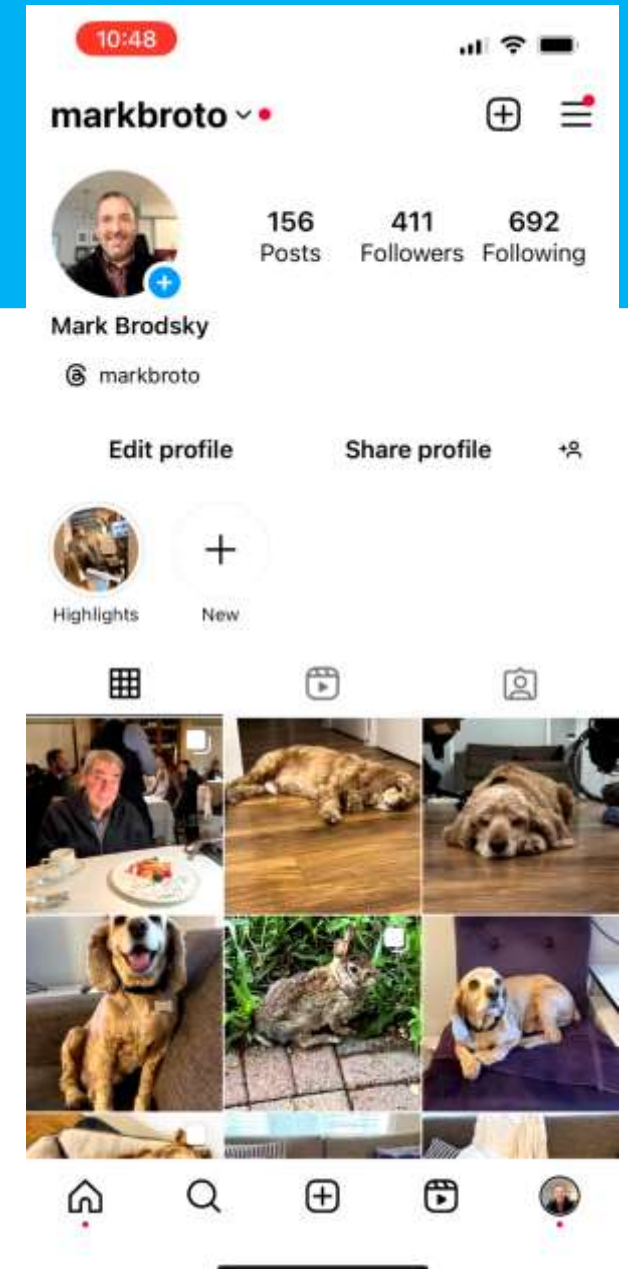 10:48
markbroto
156 411 692
Posts Followers Following
Mark Brodsky
markbroto
Edit profile Share profile
Highlights New